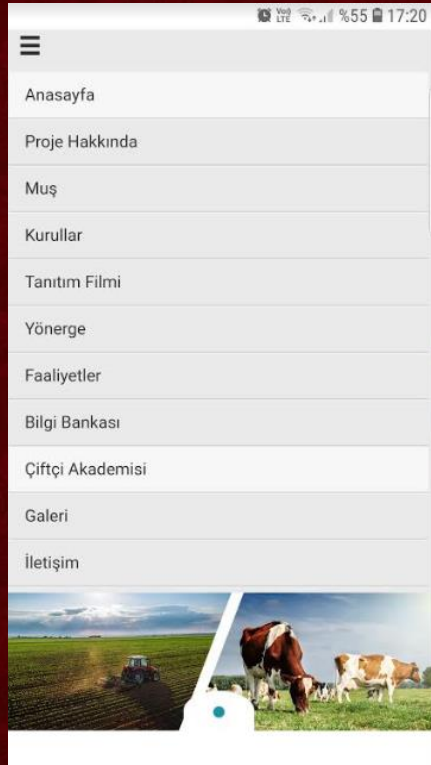 %55 17:20
Anasayfa
Proje Hakkında
Muş
Kurullar
Tanıtım Filmi
Yönerge
Faaliyetler
Bilgi Bankası
Çiftçi Akademisi
Galeri
İletişim